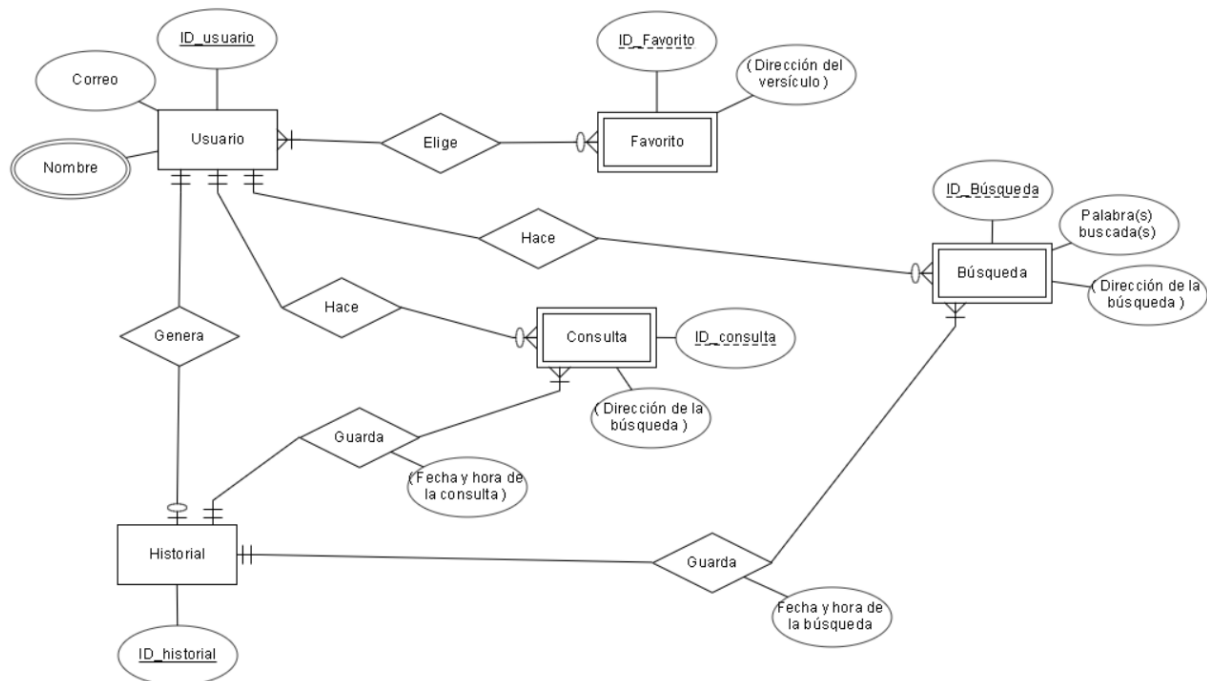 ID_usuario
ID_Favorito
Correo
( Dirección del
versículo )
Usuario
Elige
Favorito
Nombre
ID_Búsqueda
Palabra(s)
buscada(s)
Hace
Búsqueda
( Dirección de la
búsqueda )
Hace
Genera
Consulta
ID_consulta
( Dirección de la
búsqueda )
Guarda
( Fecha y hora de
la consulta )
Historial
Guarda
Fecha y hora de
la búsqueda
ID_historial